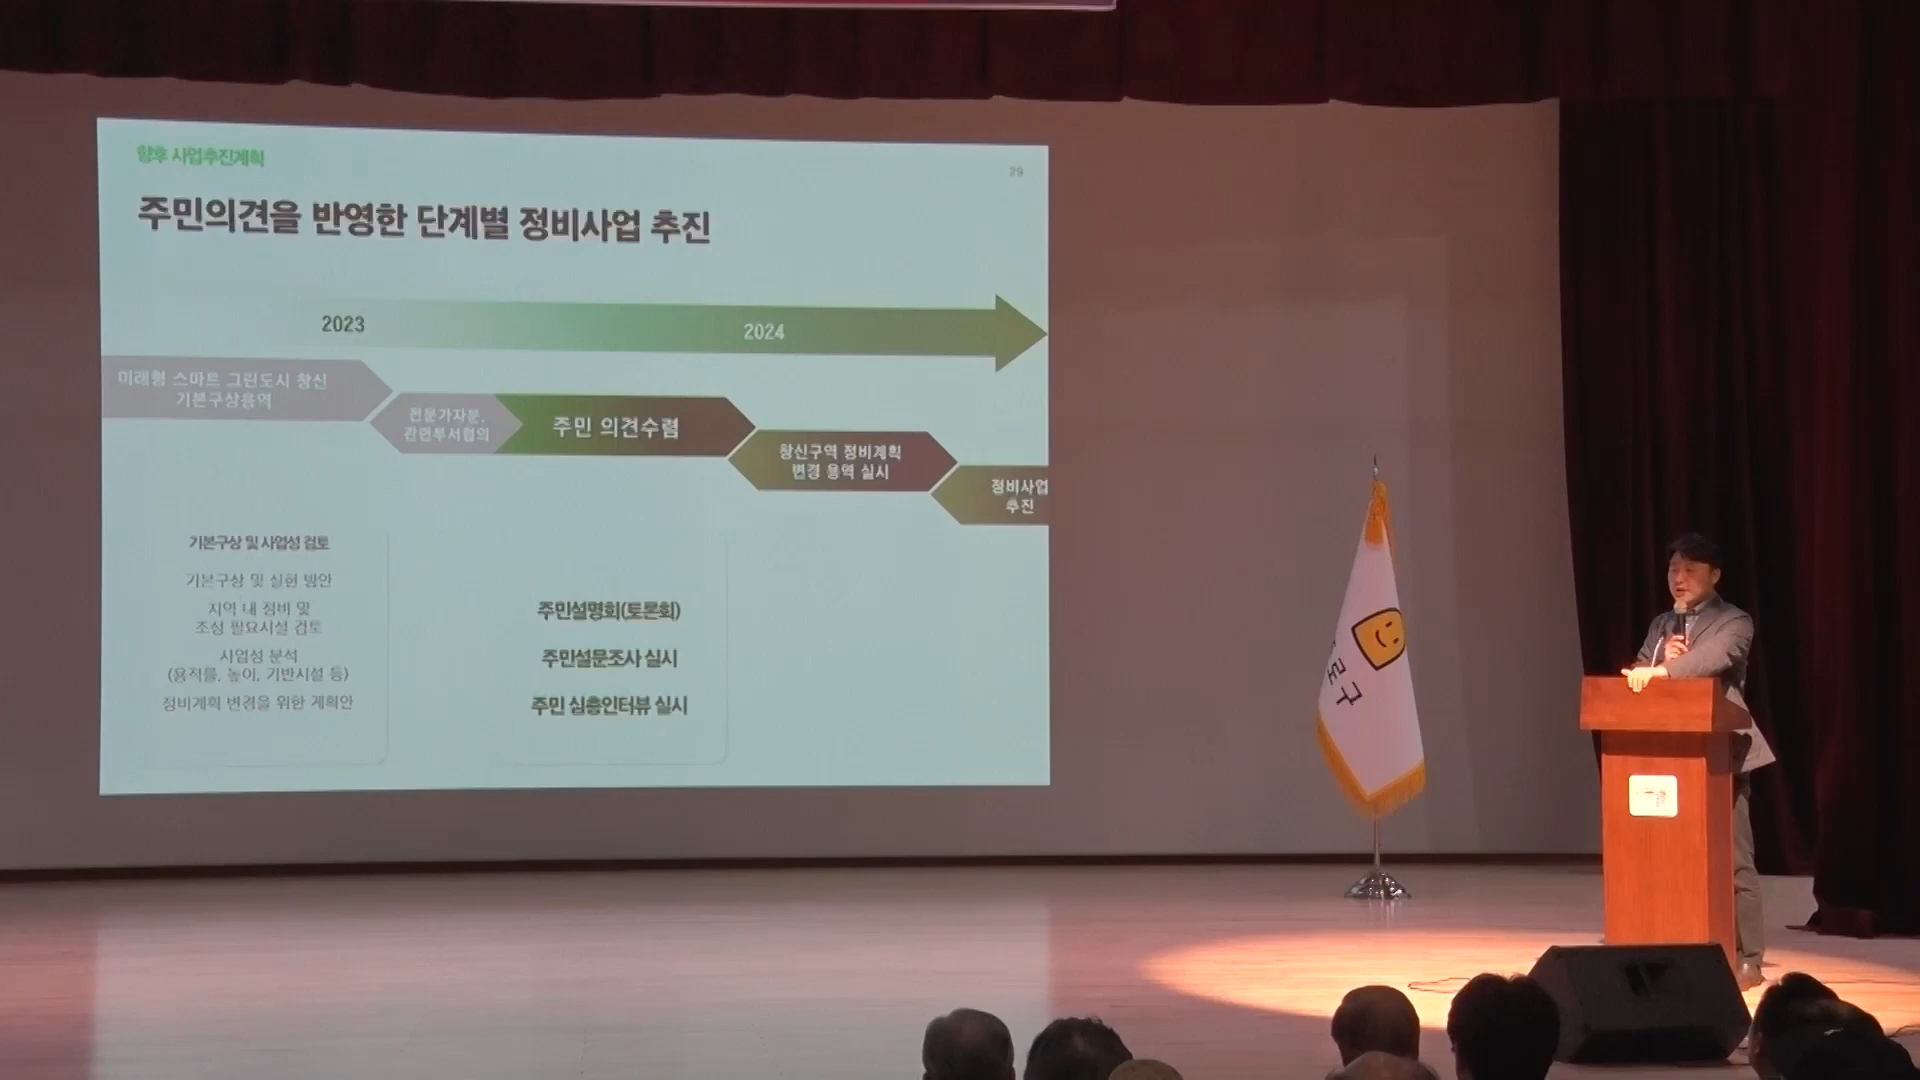 향후 사업추진계획
29
주민의견을 반영한 단계별 정비사업 추진
2023
2024
미래형 스마트 그린도시 창신
기본구상용역
전문가자문,
관련부서협의
주민 의견수렴
창신구역 정비계획
변경 용역 실시
정비사업
추진
기본구상 및 사업성 검토
기본구상 및 실현 방안
지역 내 정비 및
조성 필요시설 검토
사업성 분석
(용적률, 높이, 기반시설 등)
정비계획 변경을 위한 계획안
주민설명회(토론회)
주민설문조사 실시
주민 심층인터뷰 실시
로구